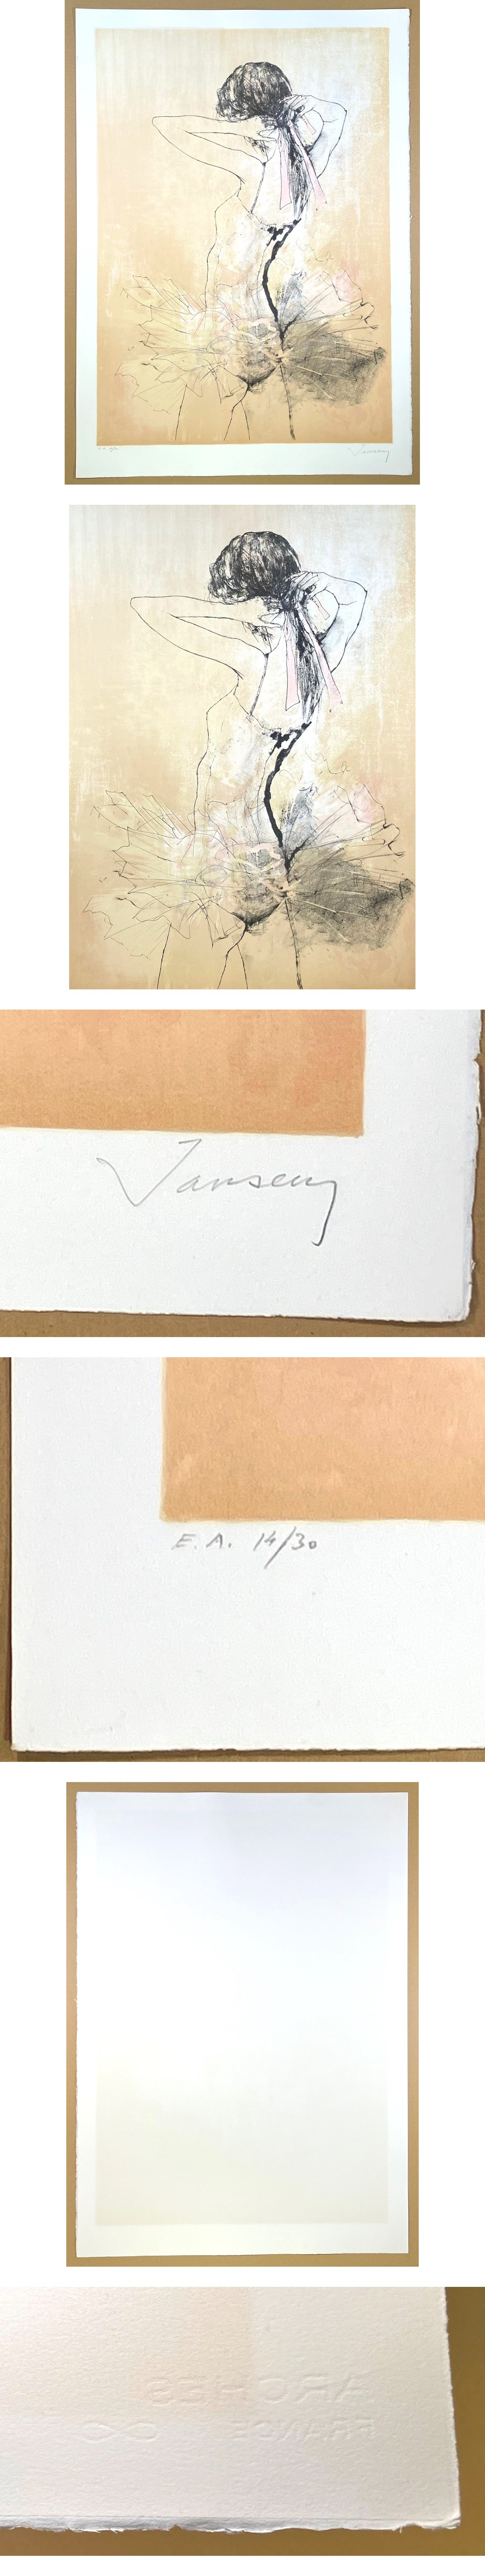 Jansem
E. A. 14/30
ARCHES
FRANCE ∞